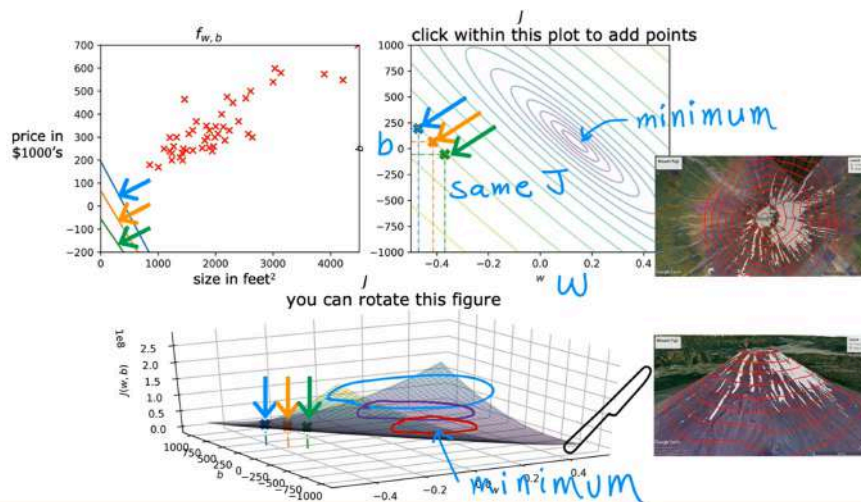 f_{w,b}
J
click within this plot to add points
700
600
500
400
300
200
100
0
−100
−200
price in
$1000's
0
1000
2000
3000
4000
size in feet²
1000
750
500
250
0
−250
−500
−750
−1000
b
b
−0.4
−0.2
0.0
0.2
0.4
w
W
minimum
same J
J
you can rotate this figure
1e8
2.5
2.0
1.5
1.0
0.5
0.0
J(w, b)
1000
750
500
250
0
−250
−500
−750
−1000
b
−0.4
−0.2
0.0
0.2
0.4
w
minimum